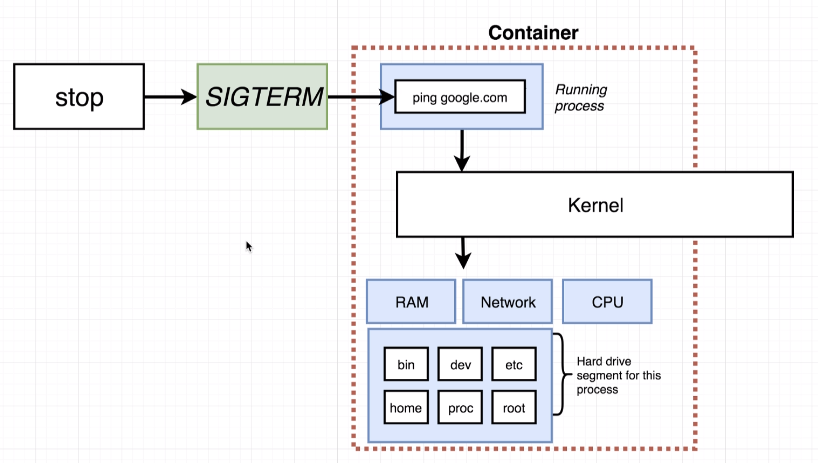 Container
stop
SIGTERM
ping google.com
Running
process
Kernel
RAM
Network
CPU
bin
dev
etc
home
proc
root
Hard drive
segment for this
process